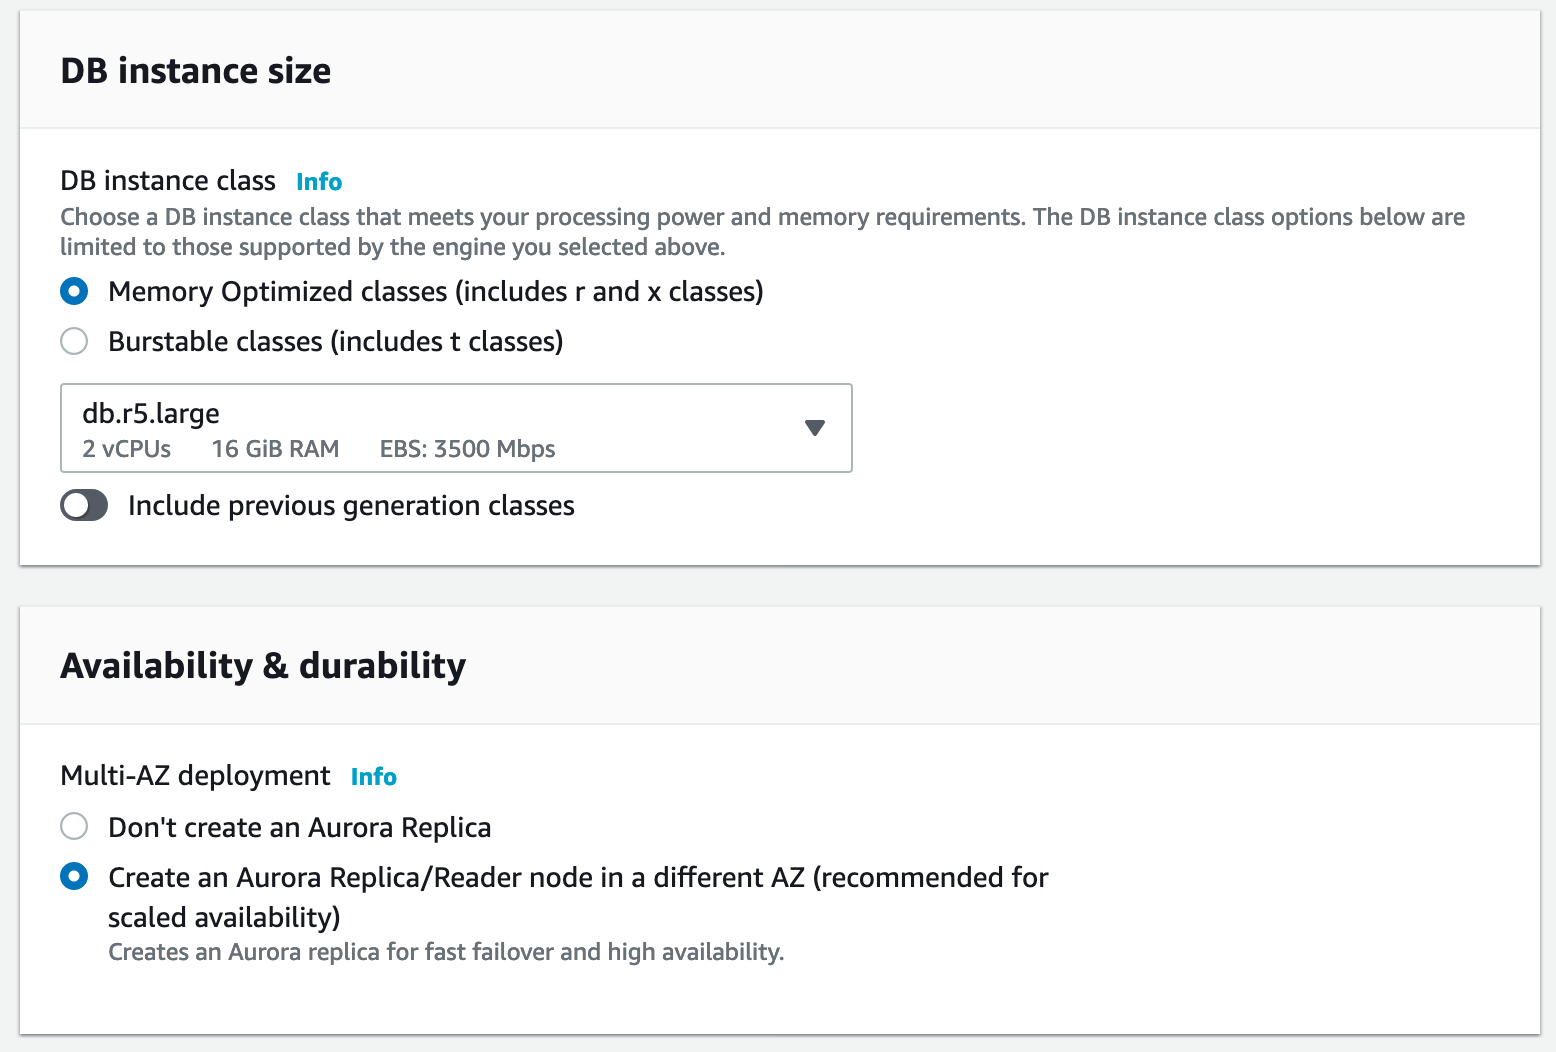 DB instance size
DB instance class Info
Choose a DB instance class that meets your processing power and memory requirements. The DB instance class options below are
limited to those supported by the engine you selected above.
Memory Optimized classes (includes r and x classes)
Burstable classes (includes t classes)
db.r5.large
2 vCPUs 16 GiB RAM EBS: 3500 Mbps
Include previous generation classes
Availability & durability
Multi-AZ deployment Info
Don't create an Aurora Replica
Create an Aurora Replica/Reader node in a different AZ (recommended for
scaled availability)
Creates an Aurora replica for fast failover and high availability.